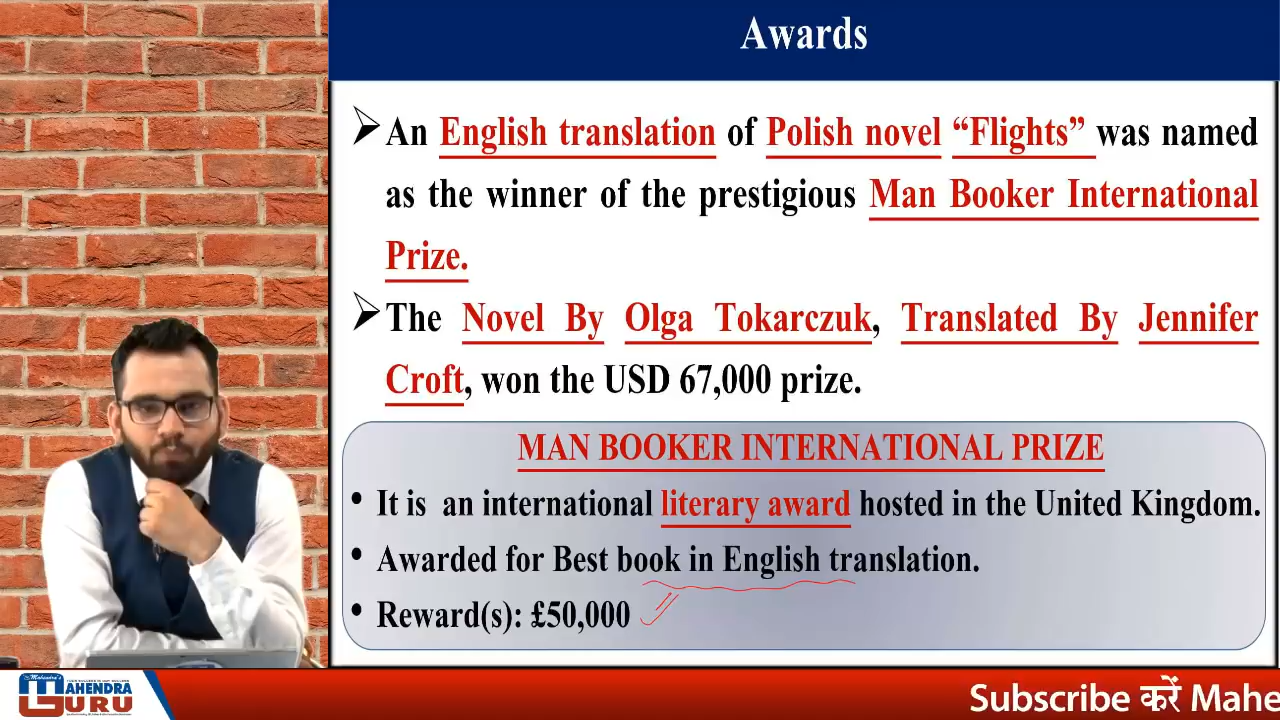 Awards
➢An English translation of Polish novel “Flights” was named
as the winner of the prestigious Man Booker International
Prize.
➢The Novel By Olga Tokarczuk, Translated By Jennifer
Croft, won the USD 67,000 prize.
MAN BOOKER INTERNATIONAL PRIZE
• It is an international literary award hosted in the United Kingdom.
• Awarded for Best book in English translation.
• Reward(s): £50,000
Mahendra's
MAHENDRA
GURU
Subscribe करें Mahe